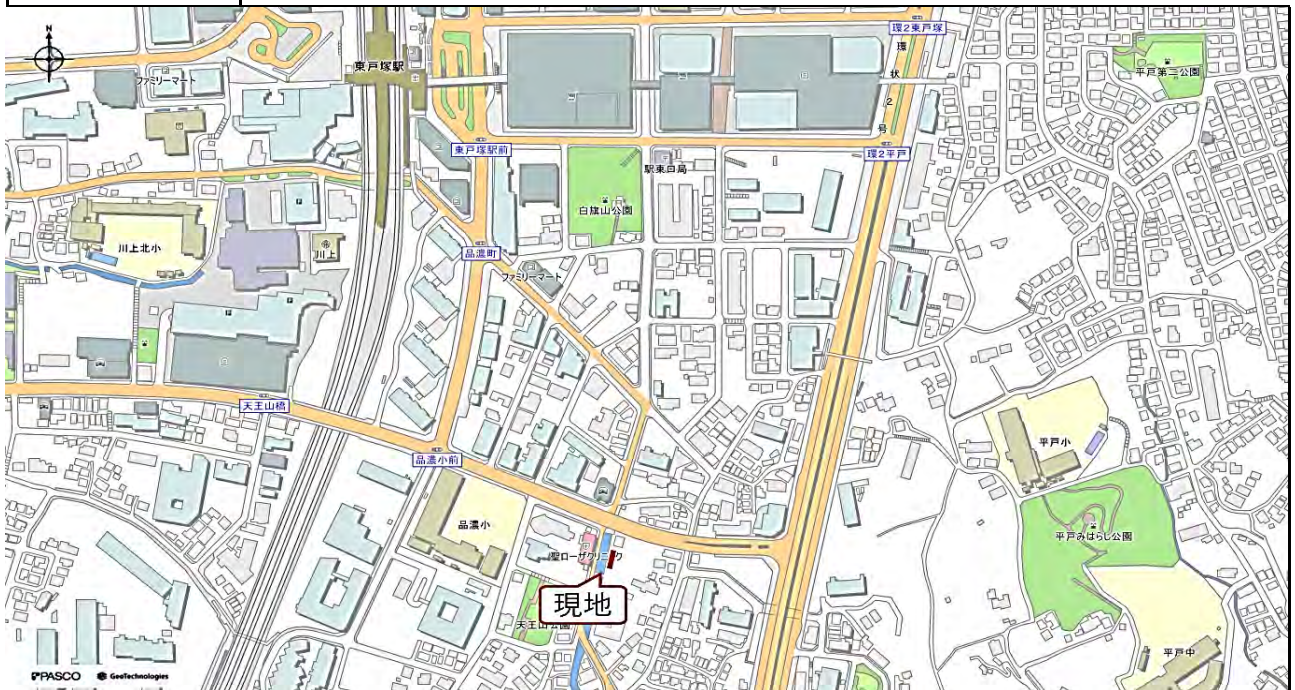 N
環2東戸塚
環
状
2
号
平戸第二公園
東戸塚駅
ファミリーマート
東戸塚駅前
環2平戸
駅東口局
白旗山公園
川上北小
川上
品濃町
ファミリーマート
天王山橋
品濃小前
平戸小
品濃小
平戸みはらし公園
聖ローザクリニック
現地
天王山公園
平戸中
PASCO
GeoTechnologies